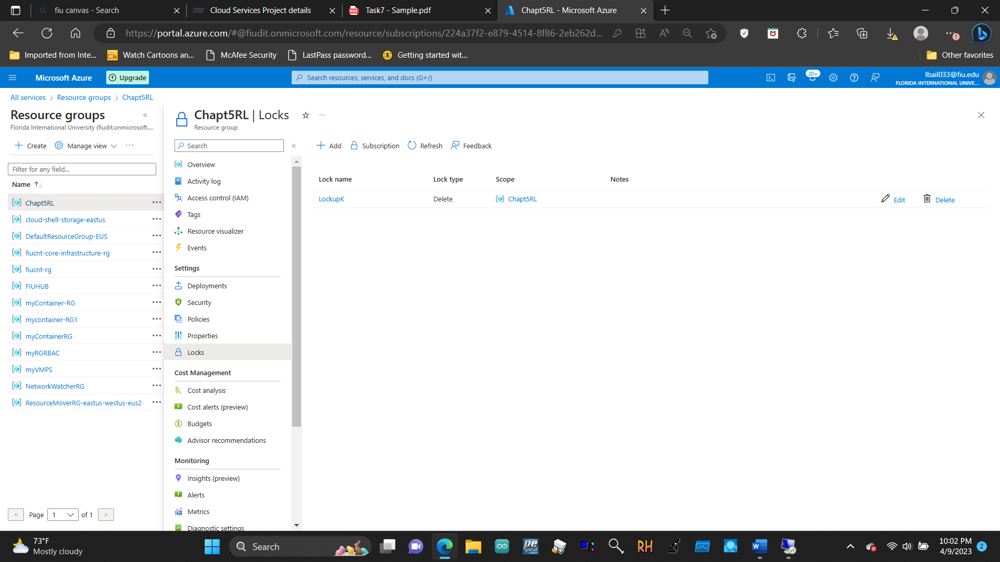 fiu canvas - Search
FIU Cloud Services Project details
PDF Task7 - Sample.pdf
Chapt5RL - Microsoft Azure
https://portal.azure.com/#@fiudit.onmicrosoft.com/resource/subscriptions/224a37f2-e879-4514-8f86-2eb262d...
Imported from Inte...
Watch Cartoons an...
McAfee Security
LastPass password...
Getting started wit...
Other favorites
Microsoft Azure
Upgrade
Search resources, services, and docs (G+/)
20+
lbail033@fiu.edu
FLORIDA INTERNATIONAL UNIVE...
All services > Resource groups > Chapt5RL
Resource groups
Florida International University (fiudit.onmicrosoft....
Create
Manage view
Filter for any field...
Name
Chapt5RL
cloud-shell-storage-eastus
DefaultResourceGroup-EUS
fiucnt-core-infrastructure-rg
fiucnt-rg
FIUHUB
myContainer-RG
mycontainer-RG1
myContainerRG
myRGRBAC
myVMPS
NetworkWatcherRG
ResourceMoverRG-eastus-westus-eus2
< Page 1 of 1 >
Chapt5RL | Locks
Resource group
Search
Overview
Activity log
Access control (IAM)
Tags
Resource visualizer
Events
Settings
Deployments
Security
Policies
Properties
Locks
Cost Management
Cost analysis
Cost alerts (preview)
Budgets
Advisor recommendations
Monitoring
Insights (preview)
Alerts
Metrics
Diagnostic settings
Add
Subscription
Refresh
Feedback
Lock name Lock type Scope Notes
LockupK Delete Chapt5RL Edit Delete
73°F
Mostly cloudy
Search
RH
10:02 PM
4/9/2023
2